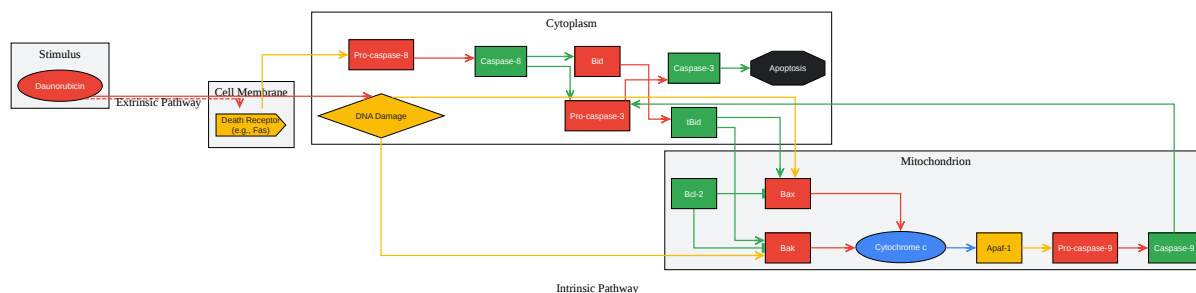 Stimulus
Daunorubicin
Extrinsic Pathway
Cell Membrane
Death Receptor
(e.g., Fas)
Cytoplasm
Pro-caspase-8
Caspase-8
Bid
Caspase-3
Apoptosis
DNA Damage
Pro-caspase-3
tBid
Mitochondrion
Bcl-2
Bax
Bak
Cytochrome c
Apaf-1
Pro-caspase-9
Caspase-9
Intrinsic Pathway